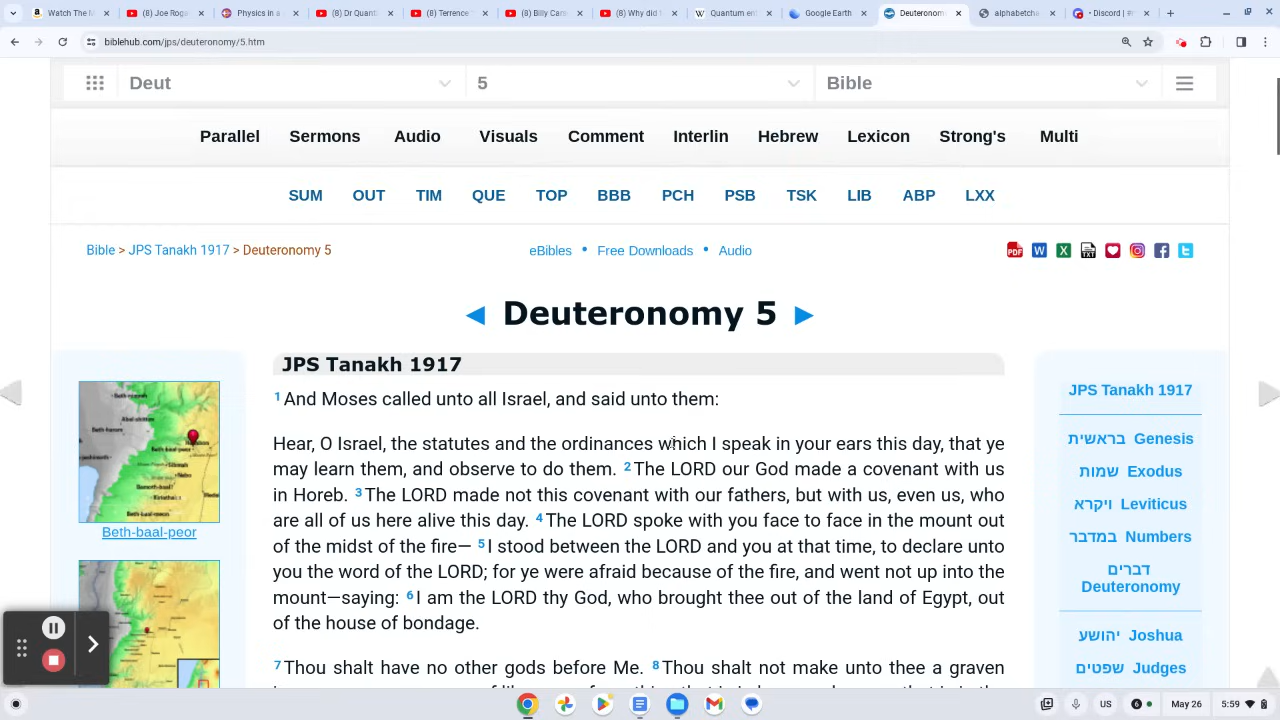 Watch The M
(8) Joe Roge
Physics in a
(8) Dr Quanti
(8) Terence
(8) Billy Cars
(8) Why did
Quantum ent
Google Earth
Deuteronomy
alphabetche
• Discord | #
biblehub.com/jps/deuteronomy/5.htm
Deut
5
Bible
Parallel Sermons Audio Visuals Comment Interlin Hebrew Lexicon Strong's Multi
SUM OUT TIM QUE TOP BBB PCH PSB TSK LIB ABP LXX
Bible > JPS Tanakh 1917 > Deuteronomy 5
eBibles • Free Downloads • Audio
PDF W X TXT
◄ Deuteronomy 5 ►
JPS Tanakh 1917
1 And Moses called unto all Israel, and said unto them:
Hear, O Israel, the statutes and the ordinances which I speak in your ears this day, that ye
may learn them, and observe to do them. 2 The LORD our God made a covenant with us
in Horeb. 3 The LORD made not this covenant with our fathers, but with us, even us, who
are all of us here alive this day. 4 The LORD spoke with you face to face in the mount out
of the midst of the fire— 5 I stood between the LORD and you at that time, to declare unto
you the word of the LORD; for ye were afraid because of the fire, and went not up into the
mount—saying: 6 I am the LORD thy God, who brought thee out of the land of Egypt, out
of the house of bondage.
7 Thou shalt have no other gods before Me. 8 Thou shalt not make unto thee a graven
Beth-baal-peor
JPS Tanakh 1917
בראשית Genesis
שמות Exodus
ויקרא Leviticus
במדבר Numbers
דברים
Deuteronomy
יהושע Joshua
שפטים Judges
US
6
May 26
5:59